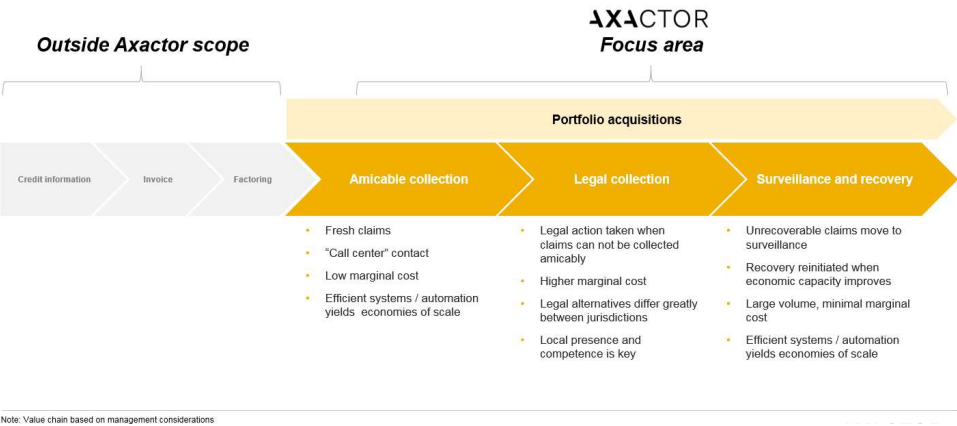 AXACTOR
Outside Axactor scope
Focus area
Portfolio acquisitions
Credit information
Invoice
Factoring
Amicable collection
Legal collection
Surveillance and recovery
• Fresh claims
• "Call center" contact
• Low marginal cost
• Efficient systems / automation
yields economies of scale
• Legal action taken when
claims can not be collected
amicably
• Higher marginal cost
• Legal alternatives differ greatly
between jurisdictions
• Local presence and
competence is key
• Unrecoverable claims move to
surveillance
• Recovery reinitiated when
economic capacity improves
• Large volume, minimal marginal
cost
• Efficient systems / automation
yields economies of scale
Note: Value chain based on management considerations